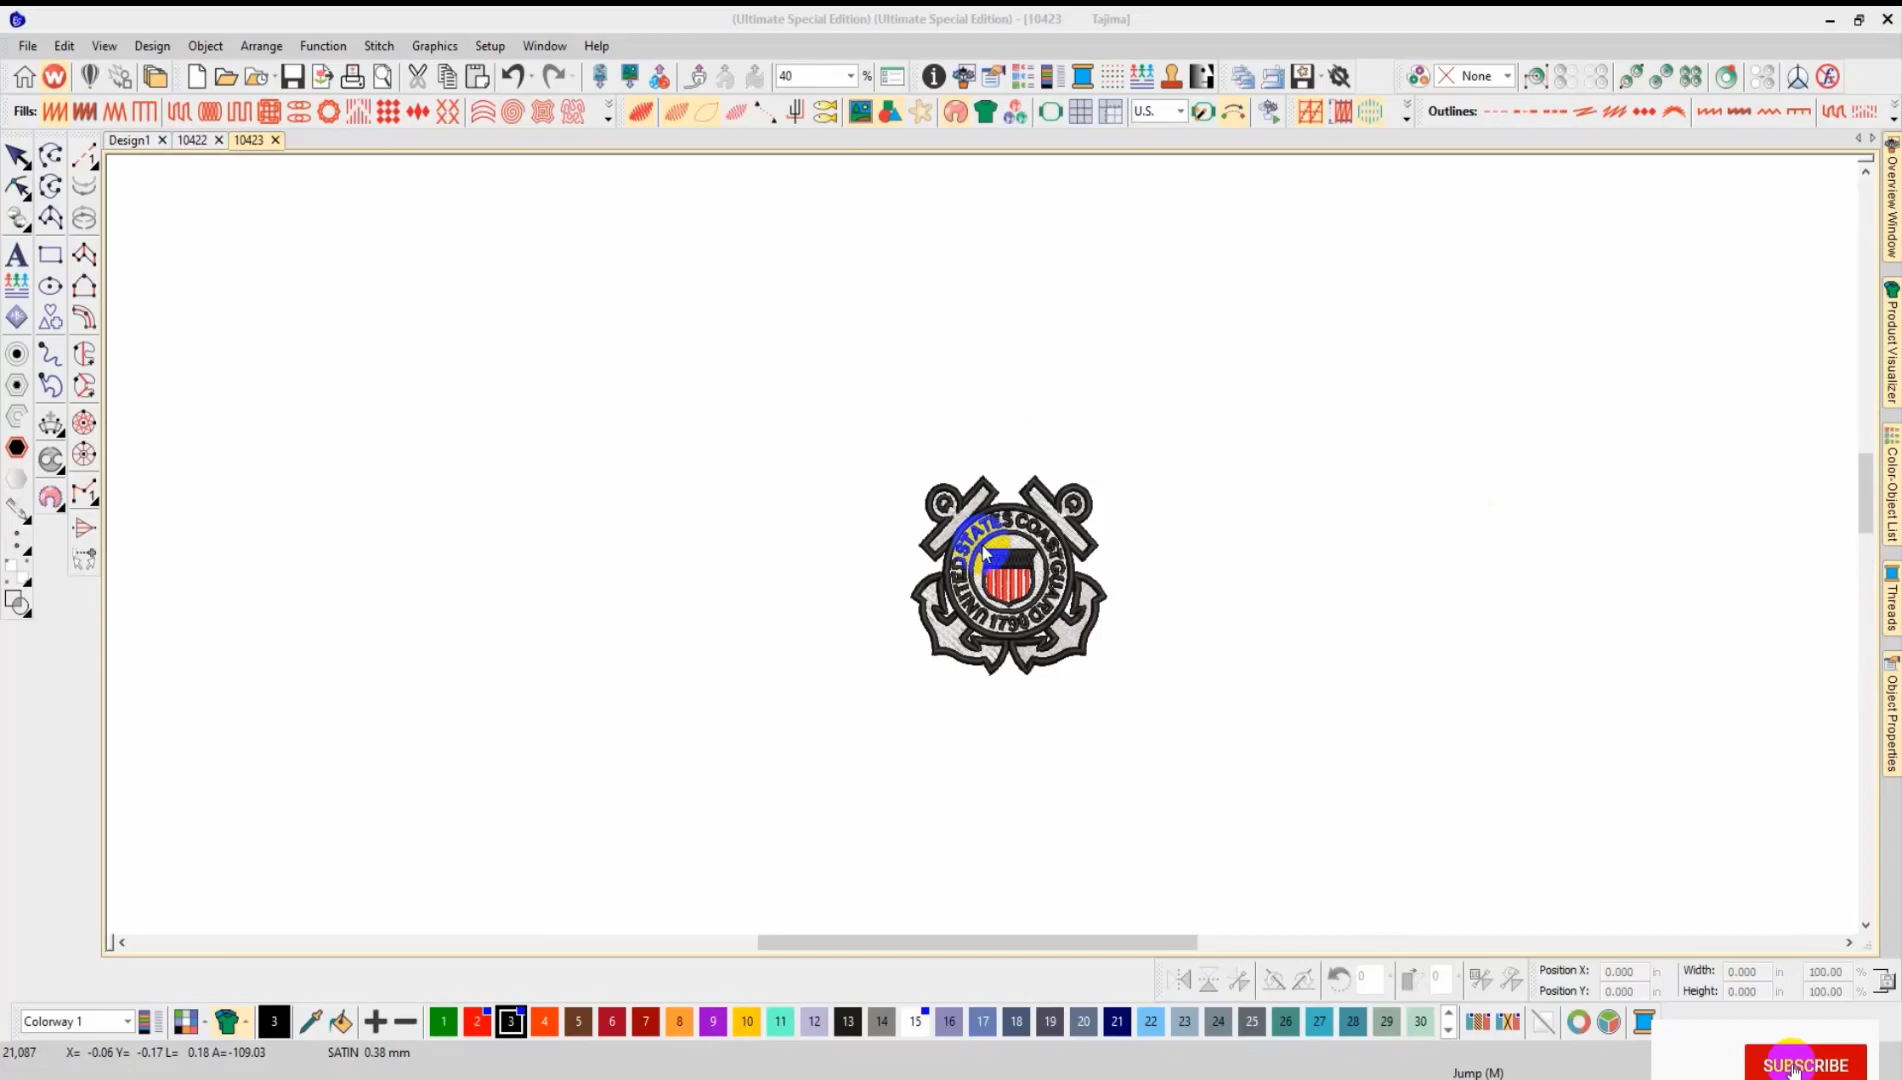 (Ultimate Special Edition) (Ultimate Special Edition) - [10423 Tajima]
File Edit View Design Object Arrange Function Stitch Graphics Setup Window Help
40 % None
Fills: U.S. Outlines:
Design1 10422 10423
Overview Window
Product Visualizer
Color-Object List
Threads
Object Properties
UNITED STATES COAST GUARD
1790
0 0 Position X: 0.000 in Width: 0.000 in 100.00 %
Position Y: 0.000 in Height: 0.000 in 100.00 %
Colorway 1 3 1 2 3 4 5 6 7 8 9 10 11 12 13 14 15 16 17 18 19 20 21 22 23 24 25 26 27 28 29 30
21,087 X= -0.06 Y= -0.17 L= 0.18 A=-109.03 SATIN 0.38 mm
SUBSCRIBE
Jump (M)